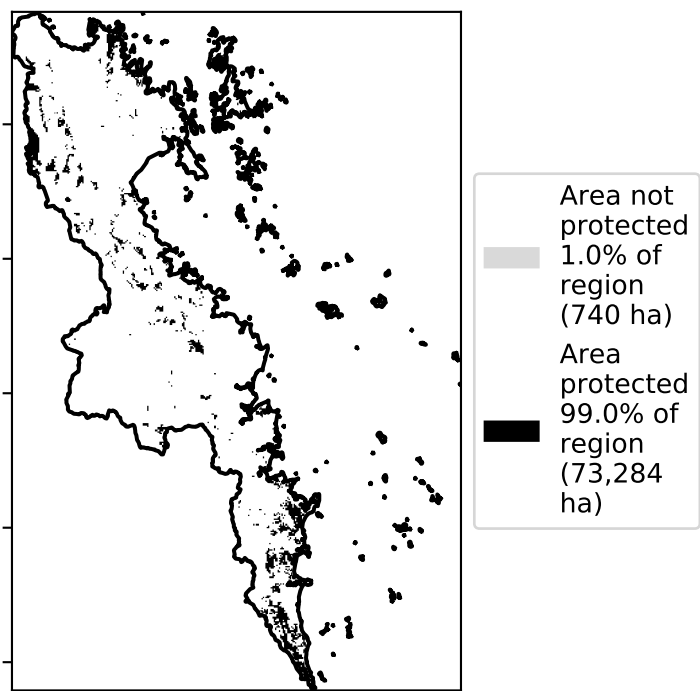 Area not
protected
1.0% of
region
(740 ha)
Area
protected
99.0% of
region
(73,284
ha)